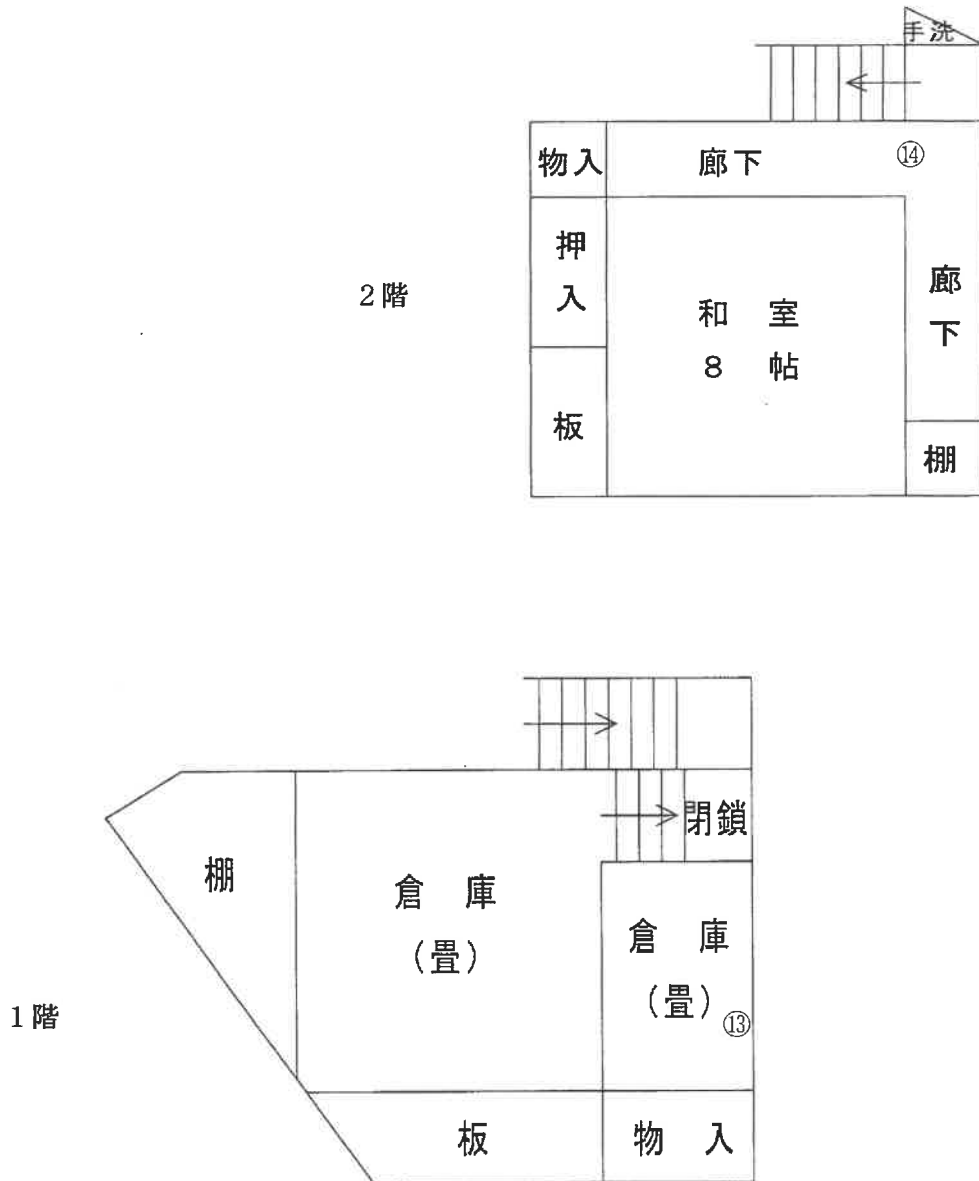 手洗
物入
廊下
⑭
押
入
2階
和 室
8 帖
廊
下
板
棚
閉鎖
棚
倉 庫
(畳)
倉 庫
(畳)
⑬
1階
板
物 入